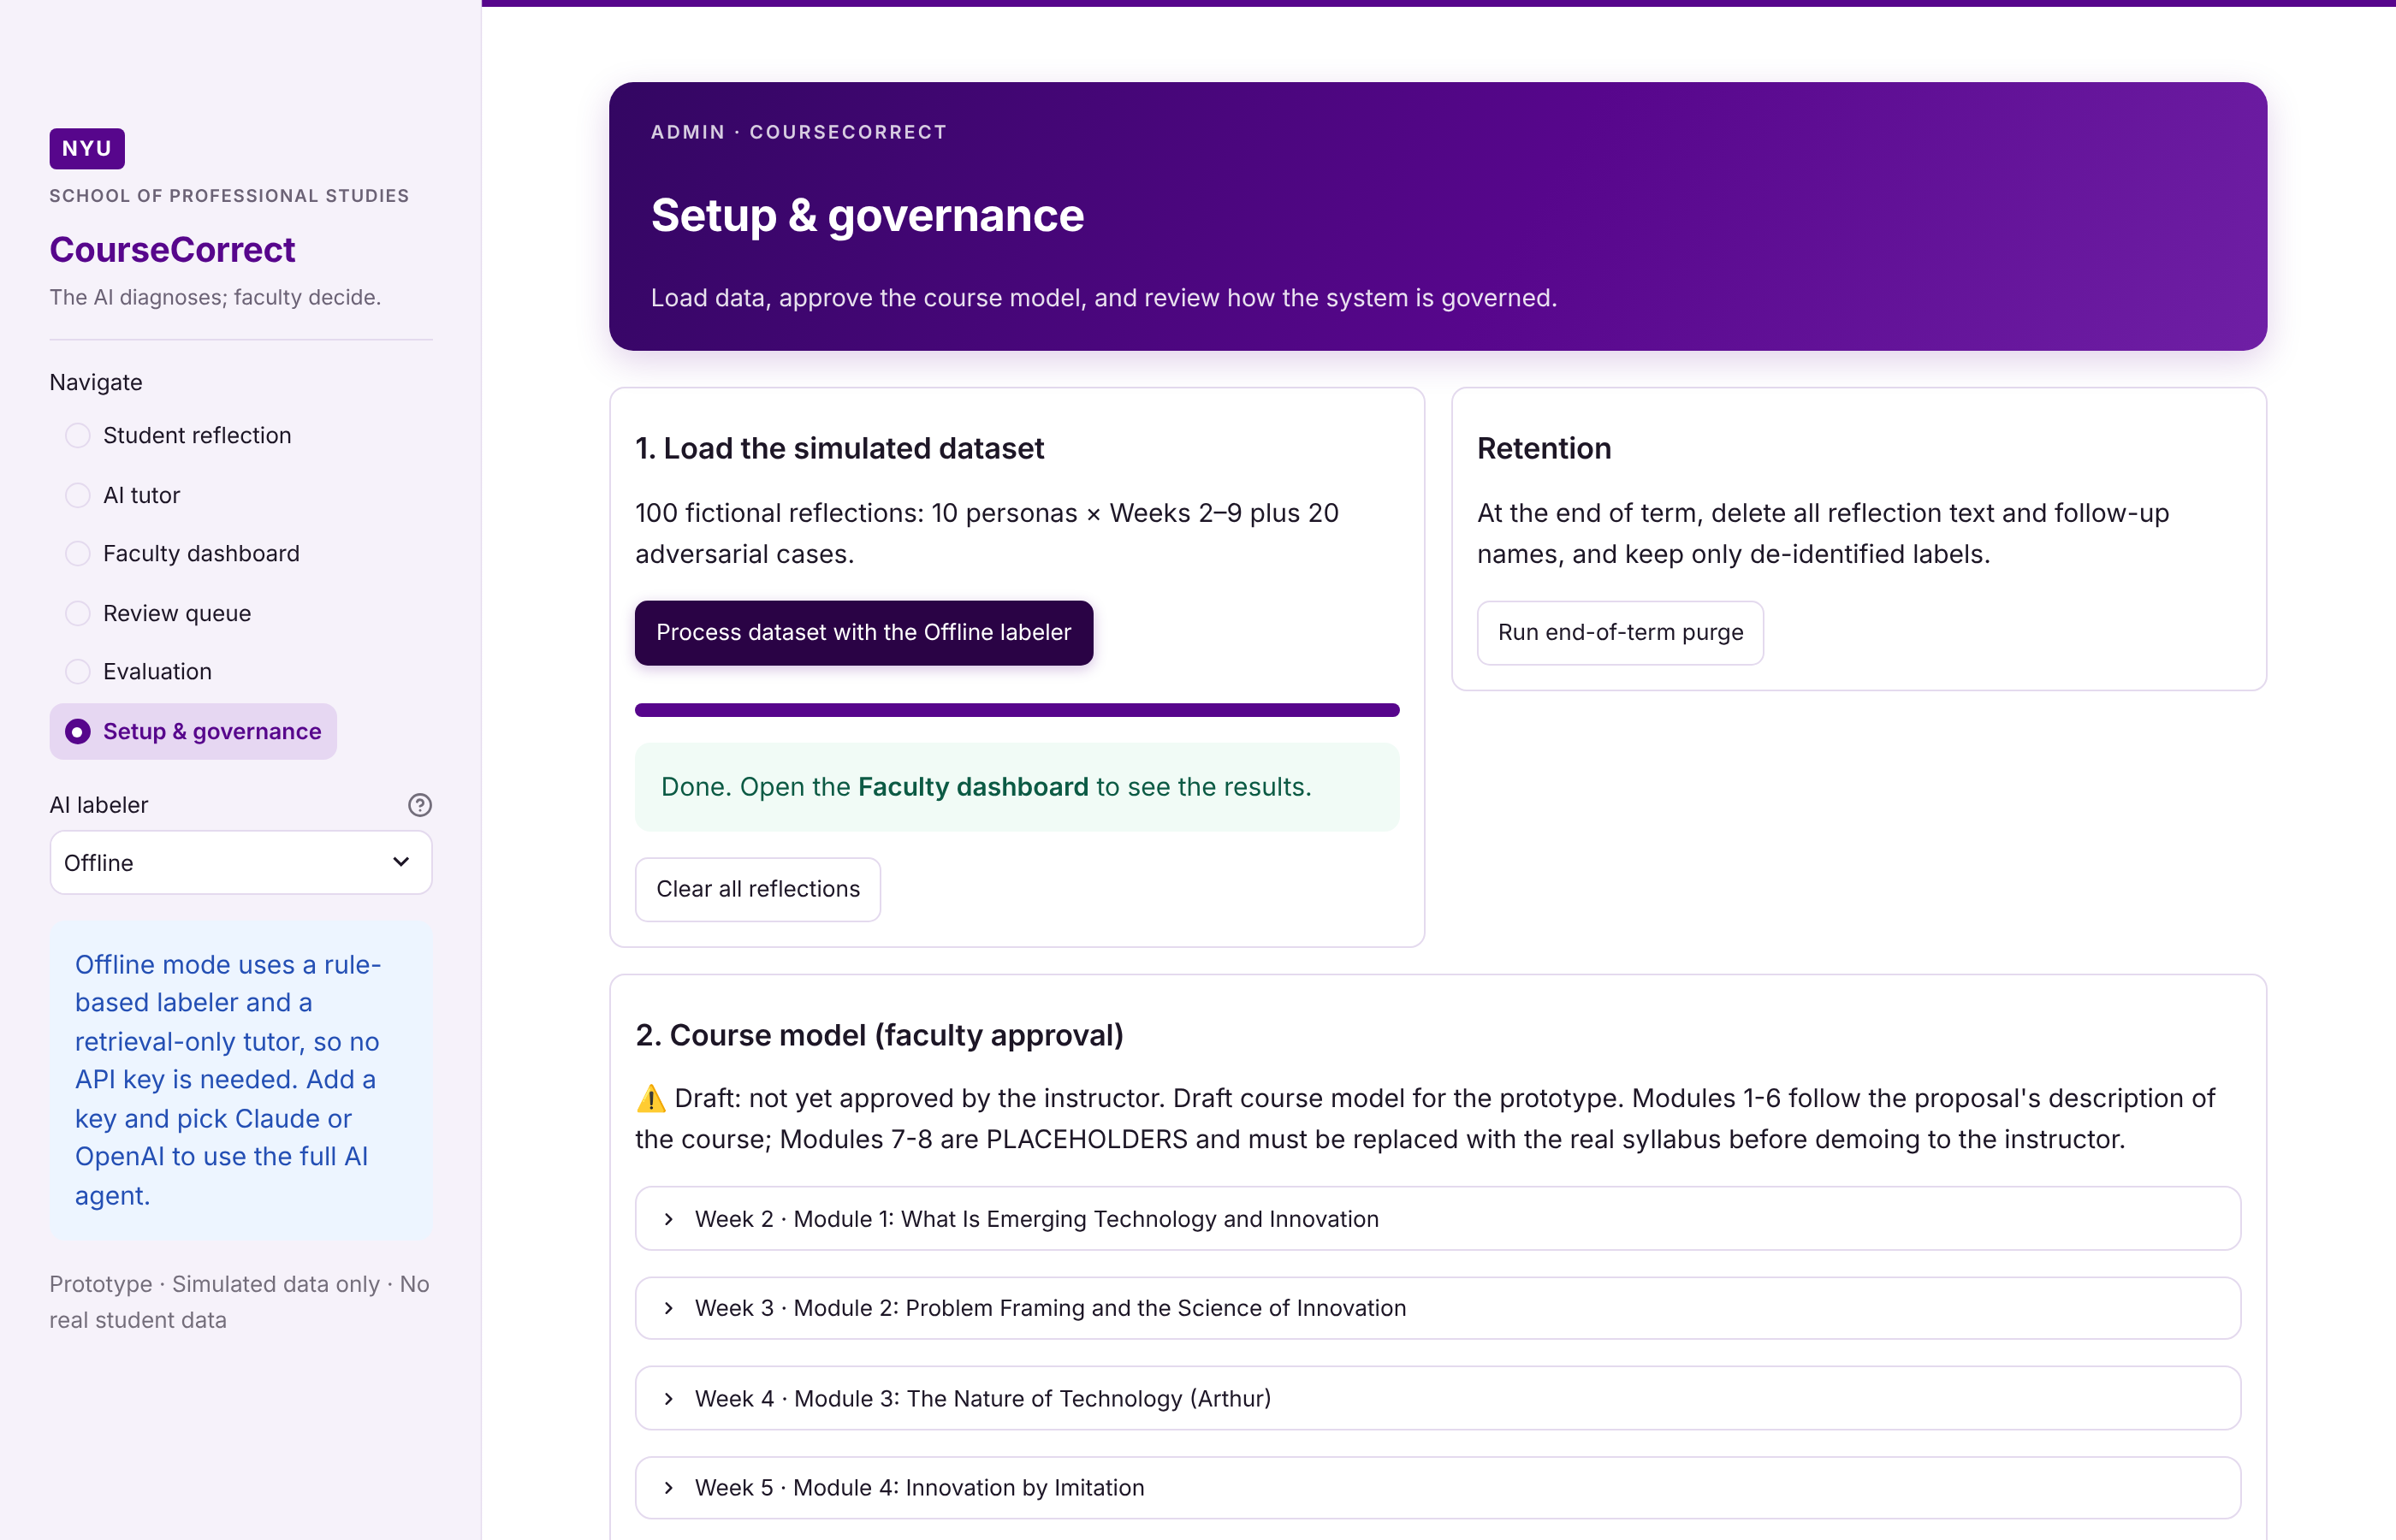 NYU
SCHOOL OF PROFESSIONAL STUDIES
CourseCorrect
The AI diagnoses; faculty decide.
Navigate
Student reflection
AI tutor
Faculty dashboard
Review queue
Evaluation
Setup & governance
AI labeler
Offline
Offline mode uses a rule-
based labeler and a
retrieval-only tutor, so no
API key is needed. Add a
key and pick Claude or
OpenAI to use the full AI
agent.
Prototype · Simulated data only · No
real student data
ADMIN · COURSECORRECT
Setup & governance
Load data, approve the course model, and review how the system is governed.
1. Load the simulated dataset
100 fictional reflections: 10 personas × Weeks 2–9 plus 20
adversarial cases.
Process dataset with the Offline labeler
Done. Open the Faculty dashboard to see the results.
Clear all reflections
Retention
At the end of term, delete all reflection text and follow-up
names, and keep only de-identified labels.
Run end-of-term purge
2. Course model (faculty approval)
⚠️ Draft: not yet approved by the instructor. Draft course model for the prototype. Modules 1-6 follow the proposal's description of
the course; Modules 7-8 are PLACEHOLDERS and must be replaced with the real syllabus before demoing to the instructor.
Week 2 · Module 1: What Is Emerging Technology and Innovation
Week 3 · Module 2: Problem Framing and the Science of Innovation
Week 4 · Module 3: The Nature of Technology (Arthur)
Week 5 · Module 4: Innovation by Imitation